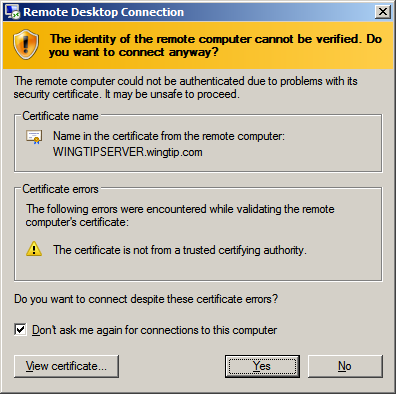 Remote Desktop Connection
The identity of the remote computer cannot be verified. Do
you want to connect anyway?
The remote computer could not be authenticated due to problems with its
security certificate. It may be unsafe to proceed.
Certificate name
Name in the certificate from the remote computer:
WINGTIPSERVER.wingtip.com
Certificate errors
The following errors were encountered while validating the remote
computer's certificate:
The certificate is not from a trusted certifying authority.
Do you want to connect despite these certificate errors?
Don't ask me again for connections to this computer
View certificate...
Yes
No